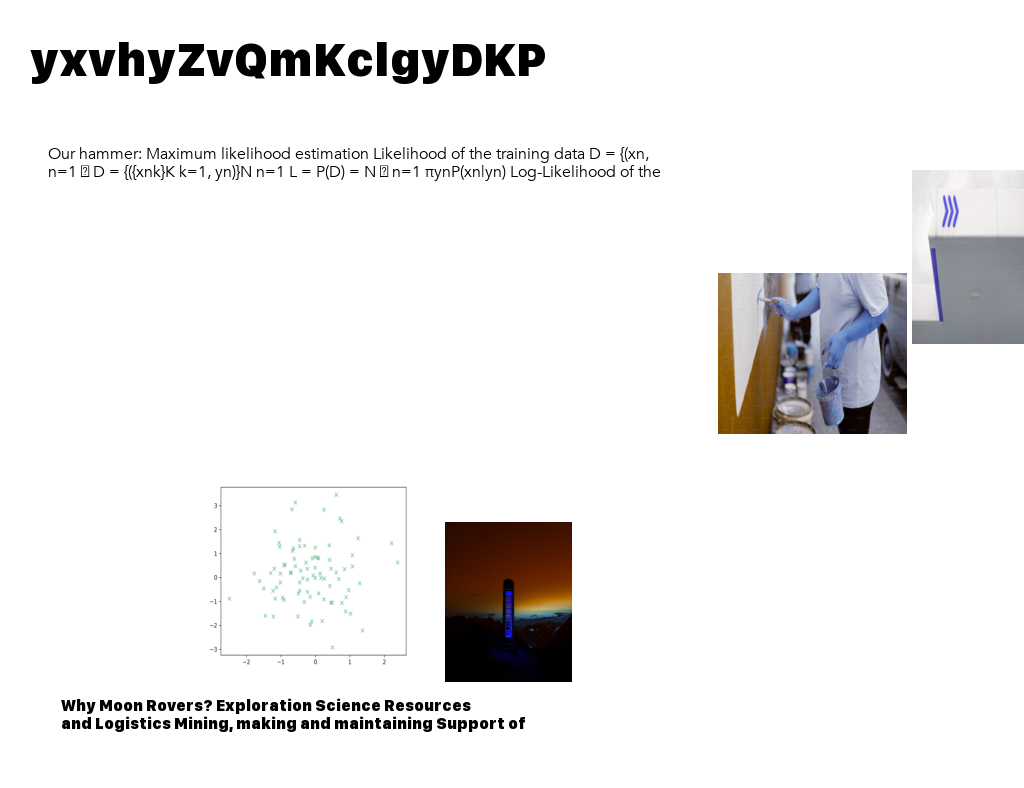 yxvhyZvQmKclgyDKP
Our hammer: Maximum likelihood estimation Likelihood of the training data D = {(xn,
n=1 D = {({xnk}K k=1, yn)}N n=1 L = P(D) = N n=1 πynP(xnlyn) Log-Likelihood of the
3
2
1
0
−1
−2
−3
−2 −1 0 1 2
Why Moon Rovers? Exploration Science Resources
and Logistics Mining, making and maintaining Support of